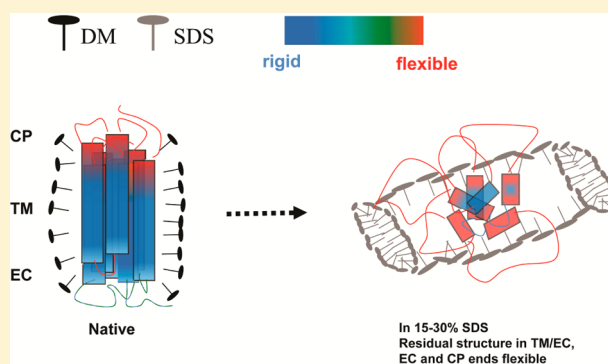 DM
SDS
rigid
flexible
CP
TM
EC
Native
In 15-30% SDS
Residual structure in TM/EC,
EC and CP ends flexible